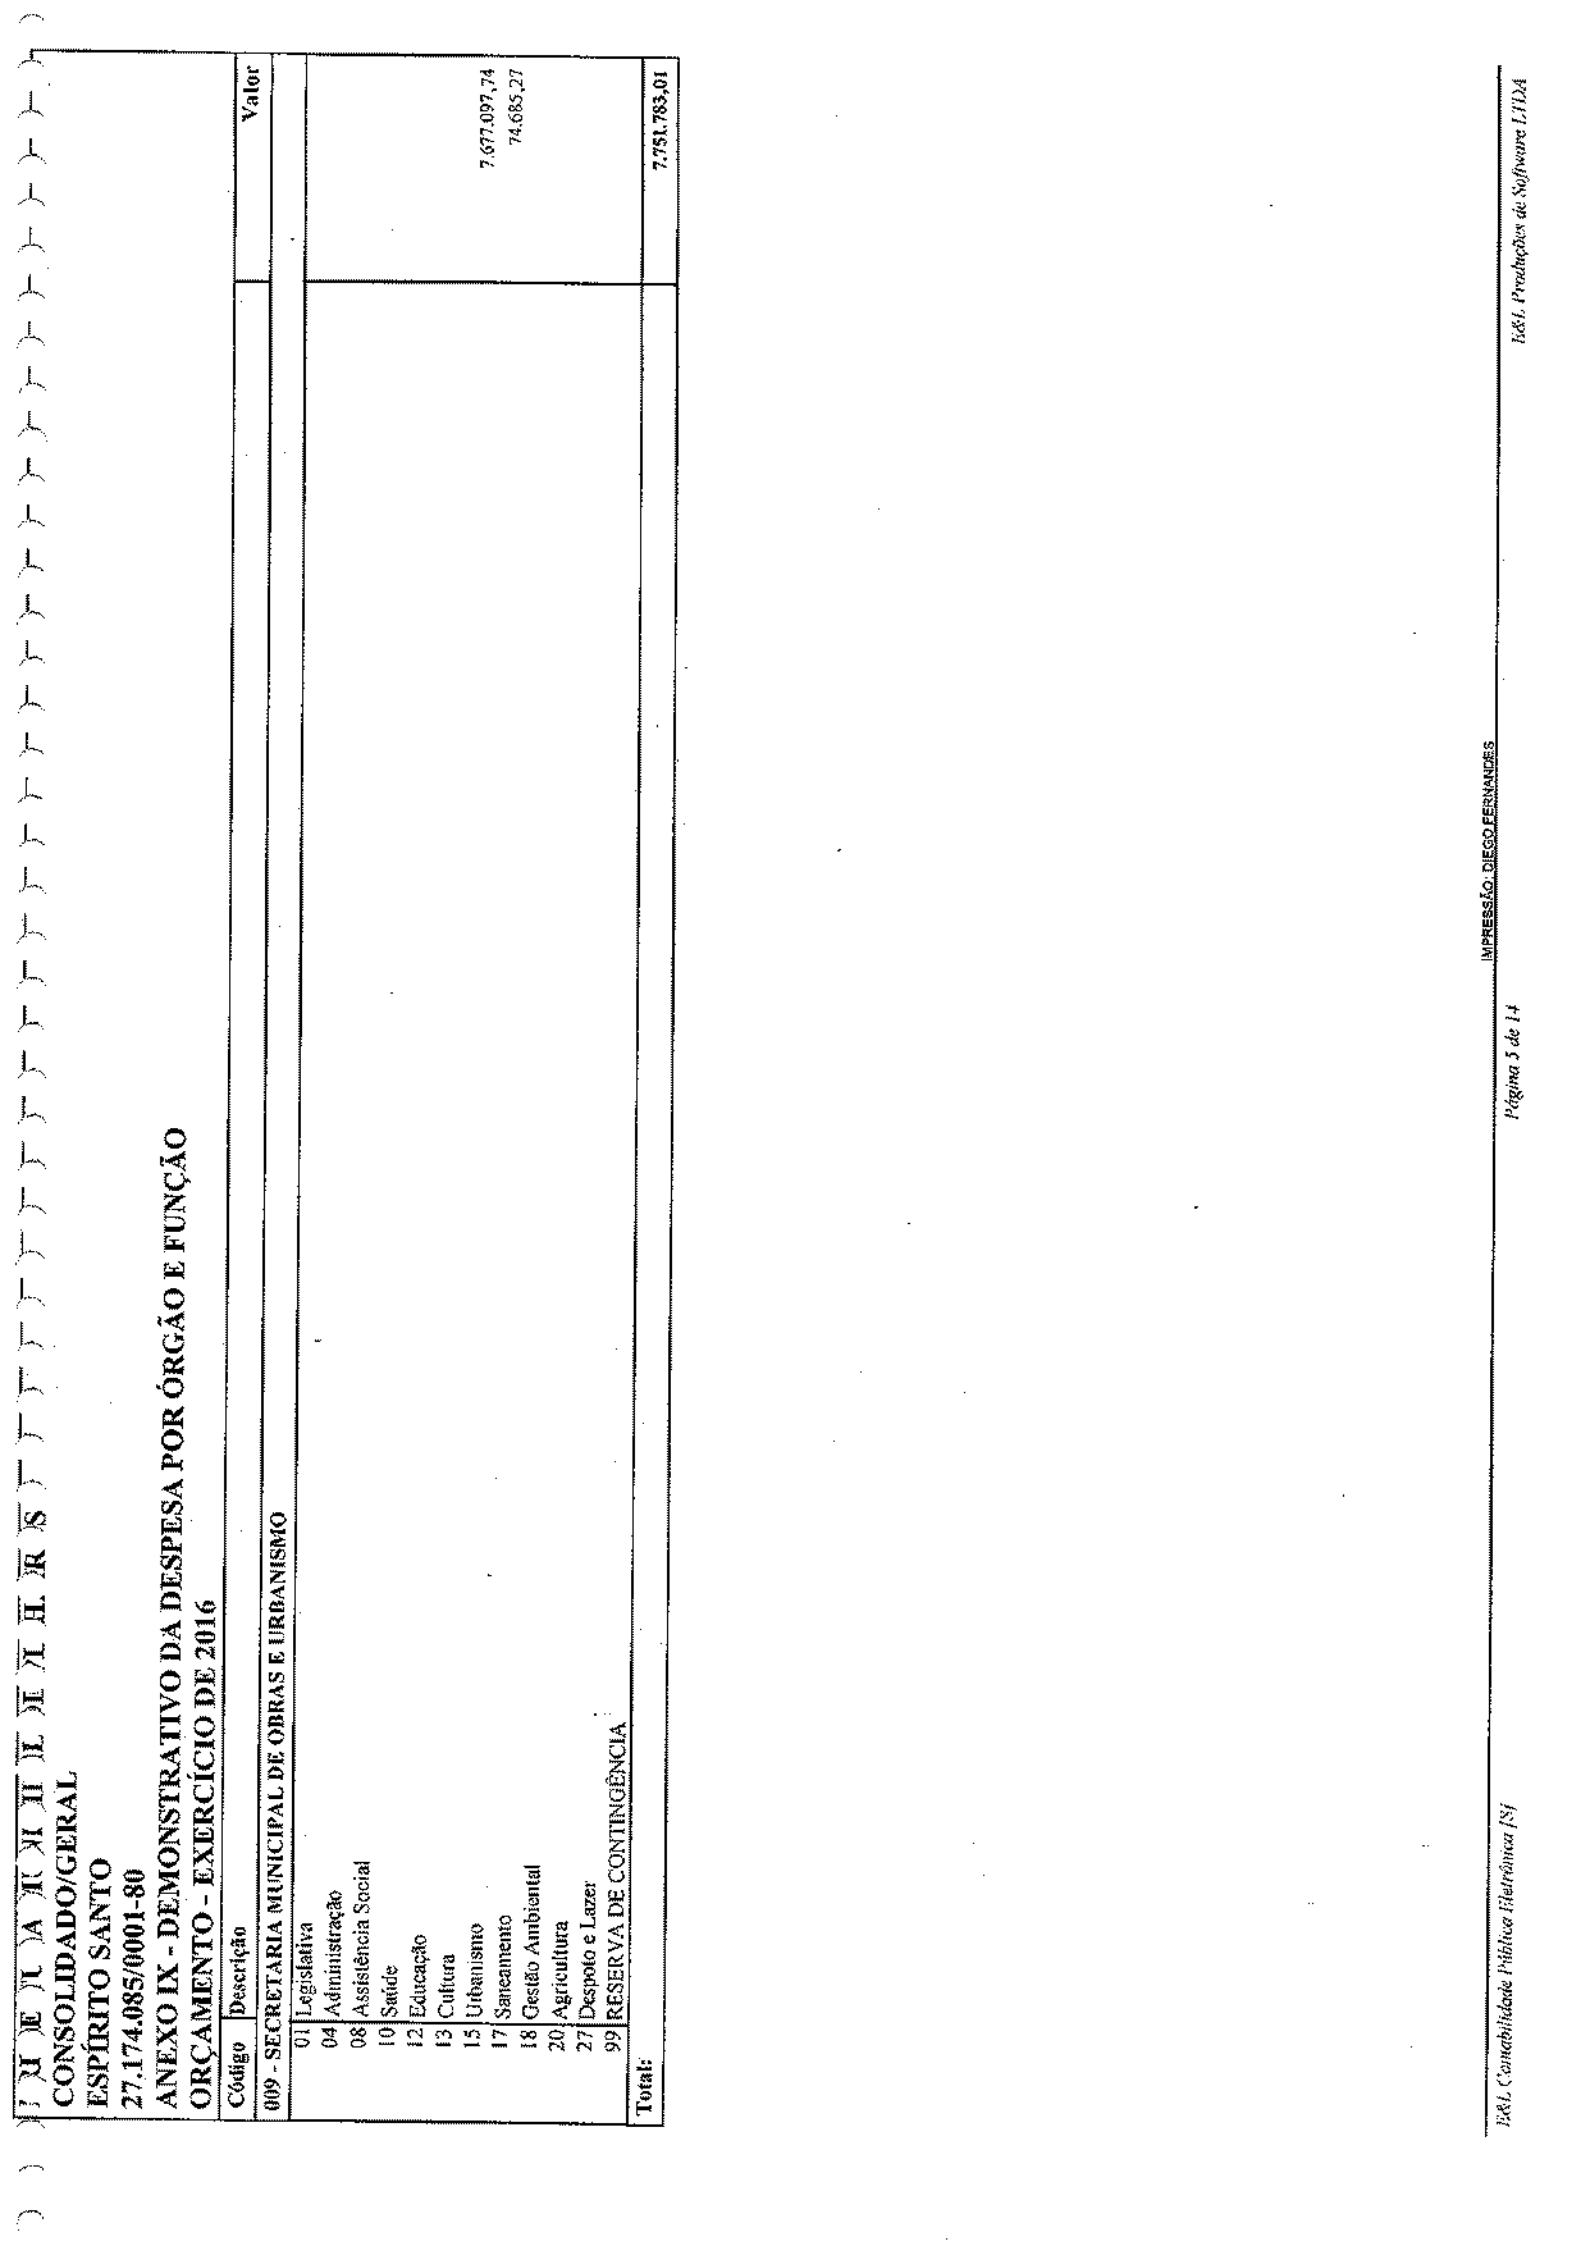 CONSOLIDADO/GERAL
ESPÍRITO SANTO
27.174.085/0001-80
ANEXO IX - DEMONSTRATIVO DA DESPESA POR ÓRGÃO E FUNÇÃO
ORÇAMENTO - EXERCÍCIO DE 2016
Código Descrição Valor
009 - SECRETARIA MUNICIPAL DE OBRAS E URBANISMO
01 Legislativa
04 Administração
08 Assistência Social
10 Saúde
12 Educação
13 Cultura
15 Urbanismo 7.677.097,74
17 Saneamento 74.685,27
18 Gestão Ambiental
20 Agricultura
27 Despoto e Lazer
99 RESERVA DE CONTINGÊNCIA
Total: 7.751.783,01
IMPRESSÃO: DIEGO FERNANDES
E&L Contabilidade Pública Eletrônica [8] Página 5 de 14 E&L Produções de Software LTDA